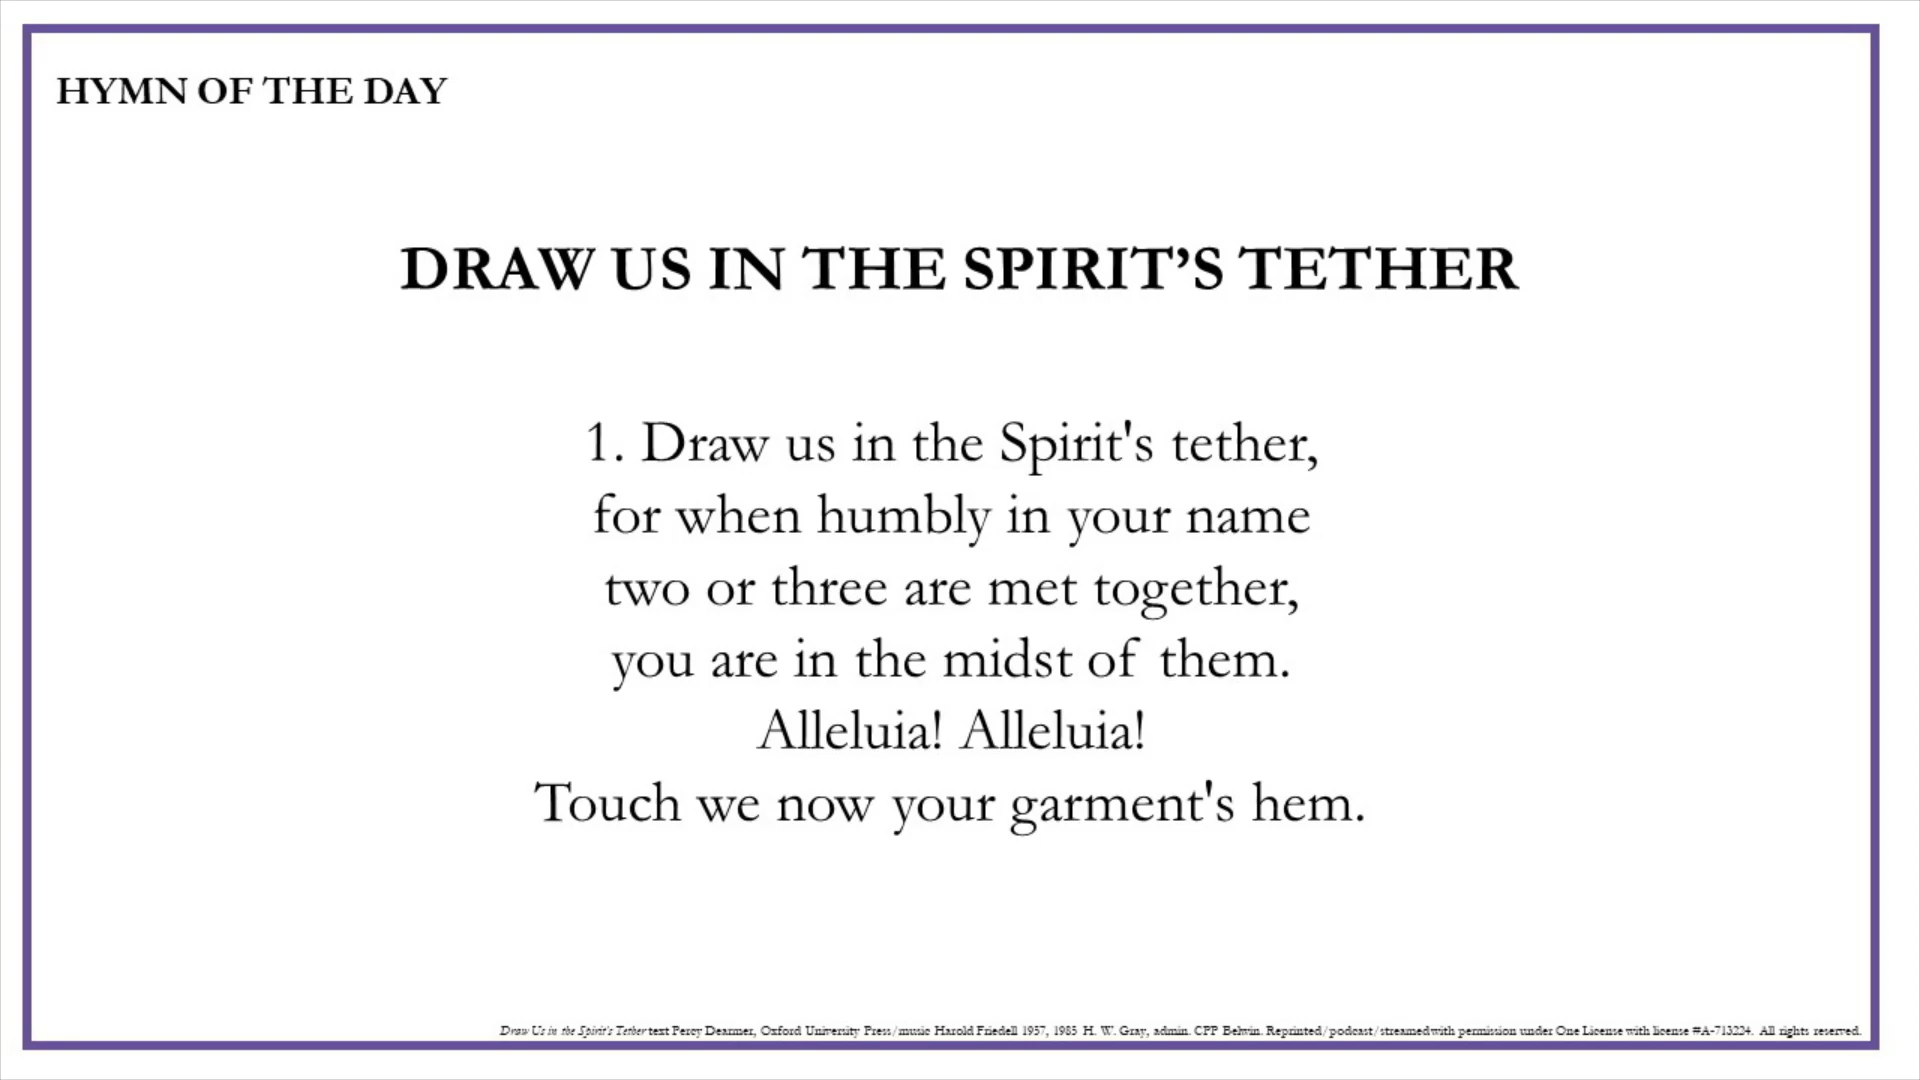 HYMN OF THE DAY
DRAW US IN THE SPIRIT’S TETHER
1. Draw us in the Spirit's tether,
for when humbly in your name
two or three are met together,
you are in the midst of them.
Alleluia! Alleluia!
Touch we now your garment's hem.
Draw Us in the Spirit's Tether text Percy Dearmer, Oxford University Press/music Harold Friedell 1957, 1985 H. W. Gray, admin. CPP Belwin. Reprinted/podcast/streamed with permission under One License with license #A-713224. All rights reserved.